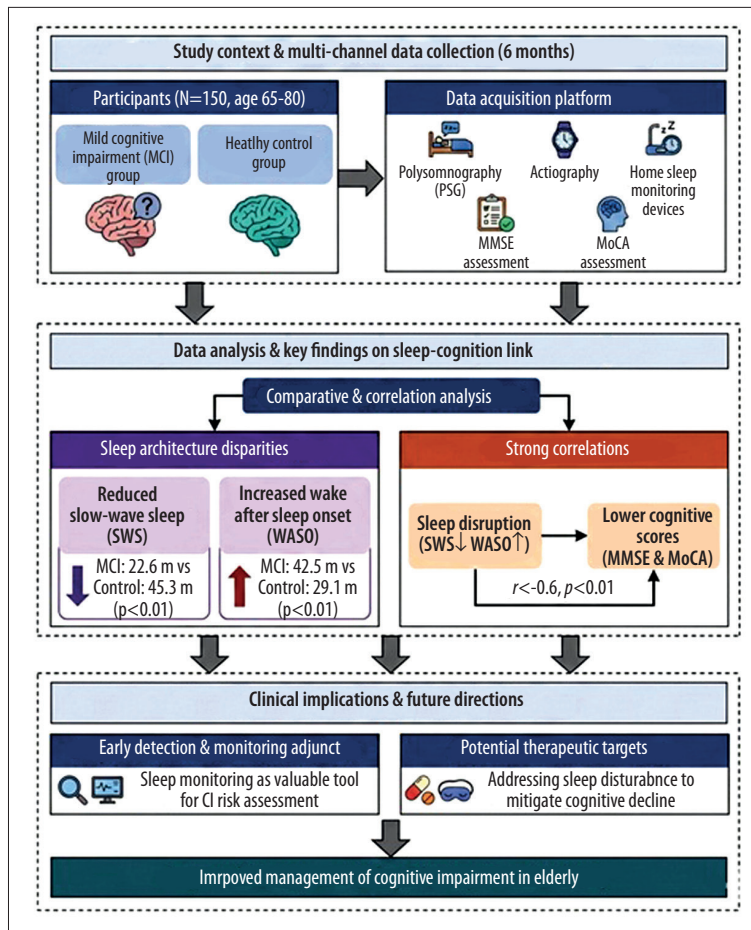 Study context & multi-channel data collection (6 months)
Participants (N=150, age 65-80)
Mild cognitive
impairment (MCI)
group
Heatlhy control
group
?
Data acquisition platform
Polysomnography
(PSG)
Actiography
Home sleep
monitoring
devices
MMSE
assessment
MoCA
assessment
Data analysis & key findings on sleep-cognition link
Comparative & correlation analysis
Sleep architecture disparities
Reduced
slow-wave sleep
(SWS)
MCI: 22.6 m vs
Control: 45.3 m
(p<0.01)
Increased wake
after sleep onset
(WASO)
MCI: 42.5 m vs
Control: 29.1 m
(p<0.01)
Strong correlations
Sleep disruption
(SWS↓ WASO↑)
Lower cognitive
scores
(MMSE & MoCA)
r<-0.6, p<0.01
Clinical implications & future directions
Early detection & monitoring adjunct
Sleep monitoring as valuable tool
for CI risk assessment
Potential therapeutic targets
Addressing sleep disturabnce to
mitigate cognitive decline
Imrpoved management of cognitive impairment in elderly